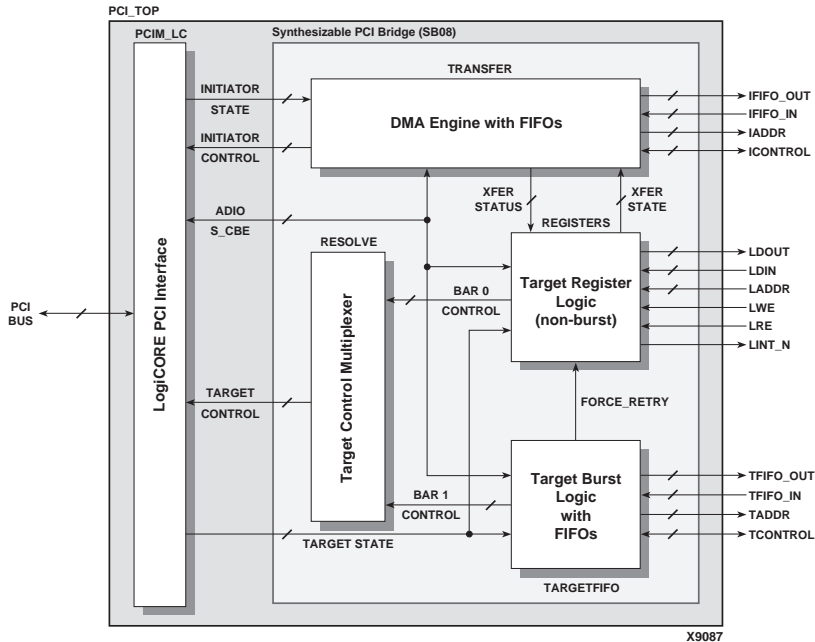 PCI_TOP
PCIM_LC
Synthesizable PCI Bridge (SB08)
TRANSFER
INITIATOR
STATE
DMA Engine with FIFOs
IFIFO_OUT
IFIFO_IN
IADDR
ICONTROL
INITIATOR
CONTROL
XFER
STATUS
XFER
STATE
ADIO
S_CBE
REGISTERS
RESOLVE
LogiCORE PCI Interface
Target Control Multiplexer
Target Register
Logic
(non-burst)
LDOUT
LDIN
LADDR
LWE
LRE
LINT_N
BAR 0
CONTROL
PCI
BUS
TARGET
CONTROL
FORCE_RETRY
Target Burst
Logic
with
FIFOs
TFIFO_OUT
TFIFO_IN
TADDR
TCONTROL
BAR 1
CONTROL
TARGET STATE
TARGETFIFO
X9087